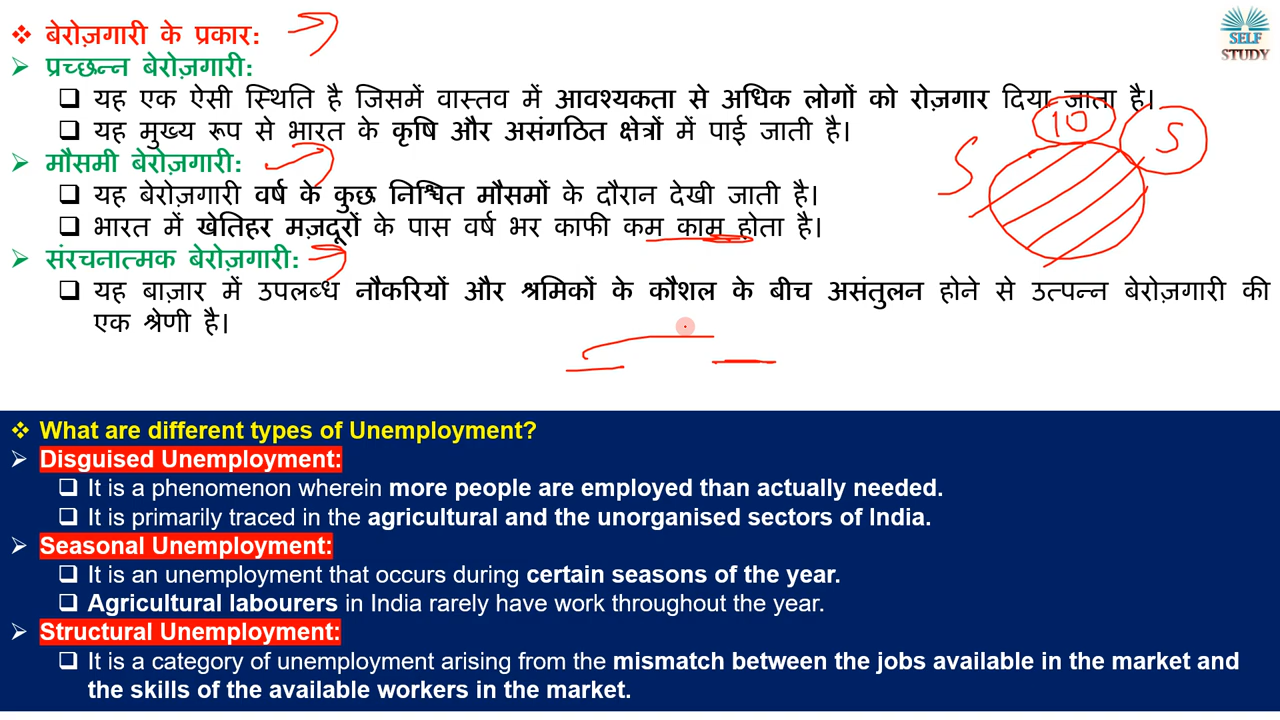 ❖ बेरोज़गारी के प्रकार:
SELF
STUDY
➢ प्रच्छन्न बेरोज़गारी:
❑ यह एक ऐसी स्थिति है जिसमें वास्तव में आवश्यकता से अधिक लोगों को रोज़गार दिया जाता है।
10
5
5
❑ यह मुख्य रूप से भारत के कृषि और असंगठित क्षेत्रों में पाई जाती है।
➢ मौसमी बेरोज़गारी:
❑ यह बेरोज़गारी वर्ष के कुछ निश्चित मौसमों के दौरान देखी जाती है।
❑ भारत में खेतिहर मज़दूरों के पास वर्ष भर काफी कम काम होता है।
➢ संरचनात्मक बेरोज़गारी:
❑ यह बाज़ार में उपलब्ध नौकरियों और श्रमिकों के कौशल के बीच असंतुलन होने से उत्पन्न बेरोज़गारी की
एक श्रेणी है।
❖ What are different types of Unemployment?
➢ Disguised Unemployment:
❑ It is a phenomenon wherein more people are employed than actually needed.
❑ It is primarily traced in the agricultural and the unorganised sectors of India.
➢ Seasonal Unemployment:
❑ It is an unemployment that occurs during certain seasons of the year.
❑ Agricultural labourers in India rarely have work throughout the year.
➢ Structural Unemployment:
❑ It is a category of unemployment arising from the mismatch between the jobs available in the market and
the skills of the available workers in the market.